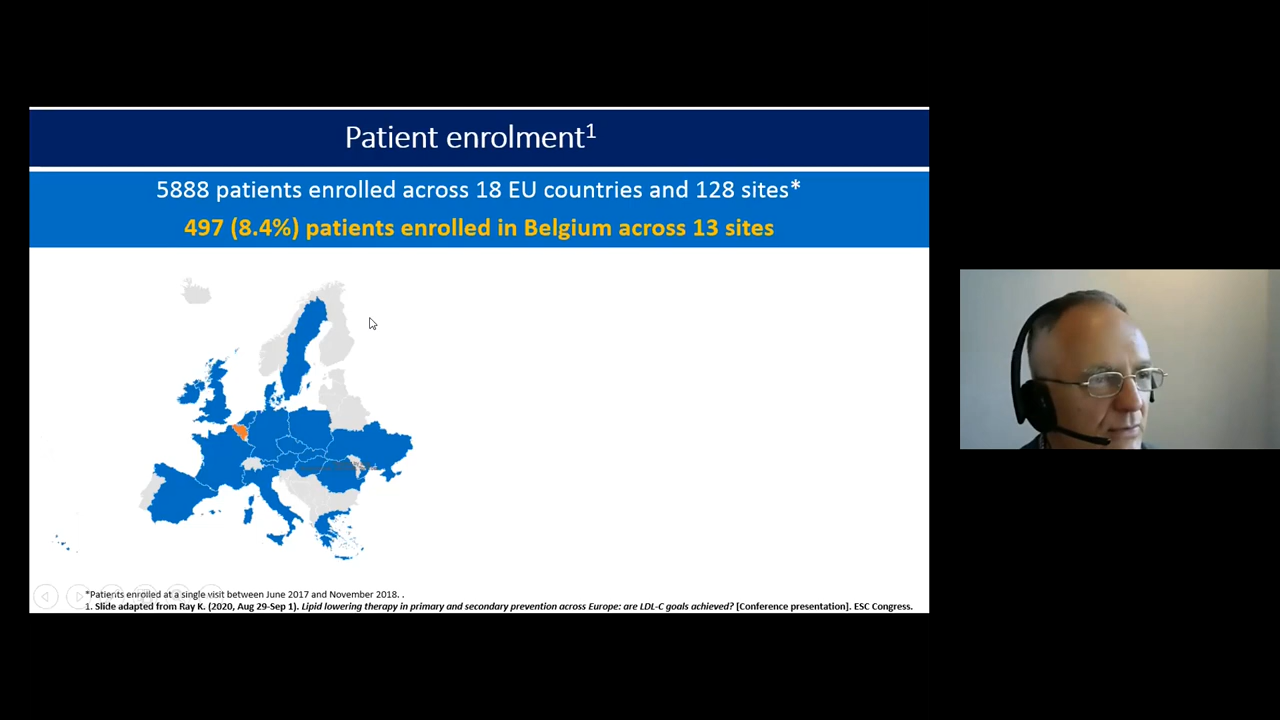 Patient enrolment1
5888 patients enrolled across 18 EU countries and 128 sites*
497 (8.4%) patients enrolled in Belgium across 13 sites
*Patients enrolled at a single visit between June 2017 and November 2018. .
1. Slide adapted from Ray K. (2020, Aug 29-Sep 1). Lipid lowering therapy in primary and secondary prevention across Europe: are LDL-C goals achieved? [Conference presentation]. ESC Congress.